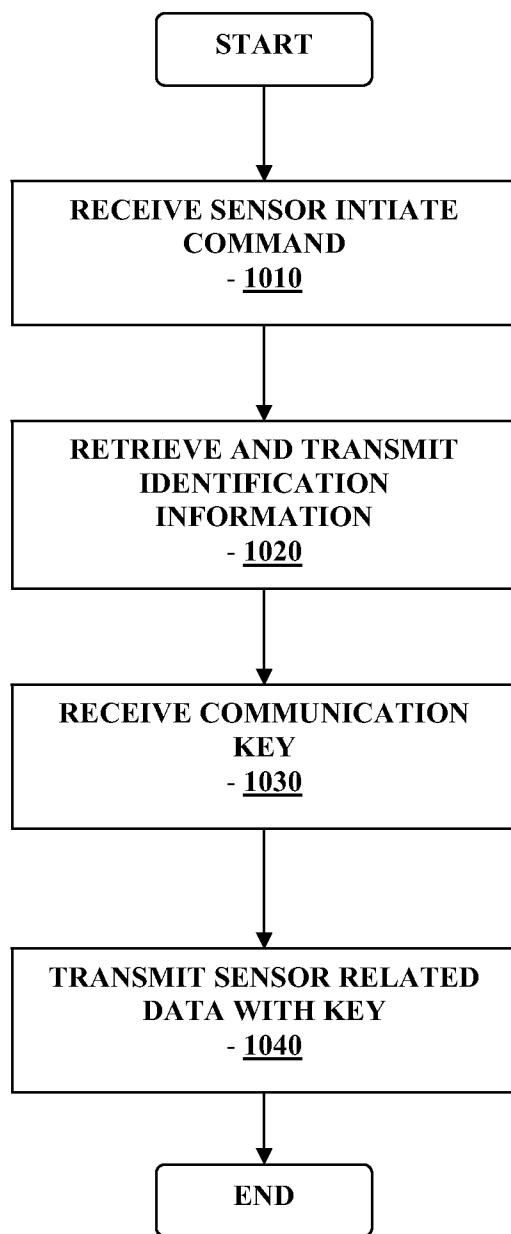 START
RECEIVE SENSOR INTIATE
COMMAND
- 1010
RETRIEVE AND TRANSMIT
IDENTIFICATION
INFORMATION
- 1020
RECEIVE COMMUNICATION
KEY
- 1030
TRANSMIT SENSOR RELATED
DATA WITH KEY
- 1040
END